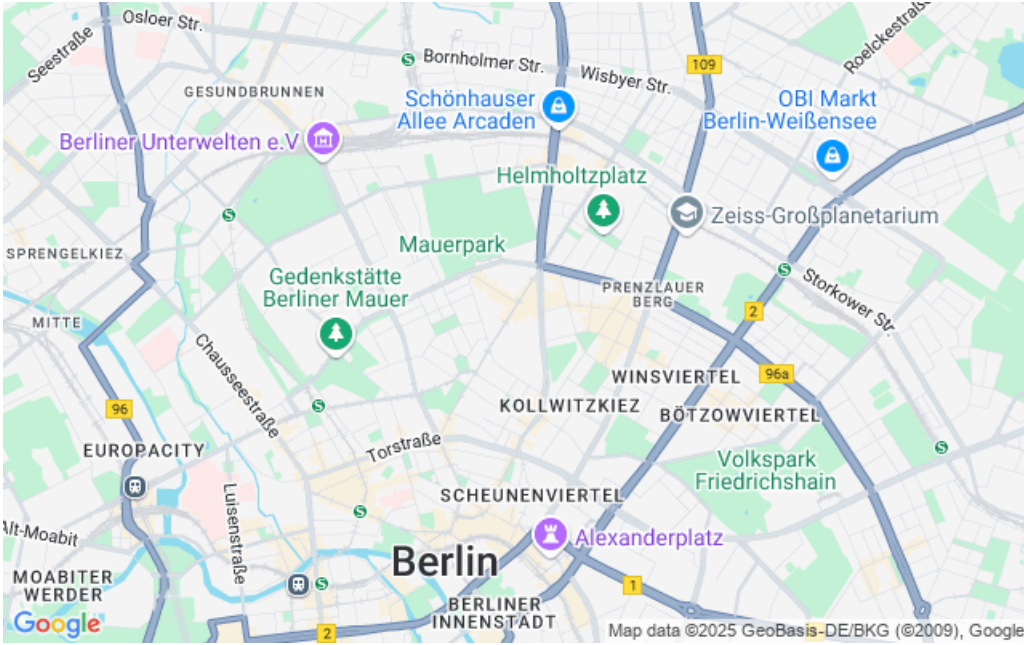 Osloer Str.
Seestraße
Bornholmer Str.
Wisbyer Str.
109
Roelckestraße
GESUNDBRUNNEN
Schönhauser
Allee Arcaden
OBI Markt
Berlin-Weißensee
Berliner Unterwelten e.V
Helmholtzplatz
Zeiss-Großplanetarium
Mauerpark
SPRENGELKIEZ
Gedenkstätte
Berliner Mauer
PRENZLAUER
BERG
Storkower Str.
MITTE
2
Chausseestraße
WINSVIERTEL
96a
96
KOLLWITZKIEZ
BÖTZOWVIERTEL
EUROPACITY
Torstraße
Volkspark
Friedrichshain
Luisenstraße
SCHEUNENVIERTEL
Alt-Moabit
Alexanderplatz
Berlin
MOABITER
WERDER
1
BERLINER
INNENSTADT
Google
2
Map data ©2025 GeoBasis-DE/BKG (©2009), Google